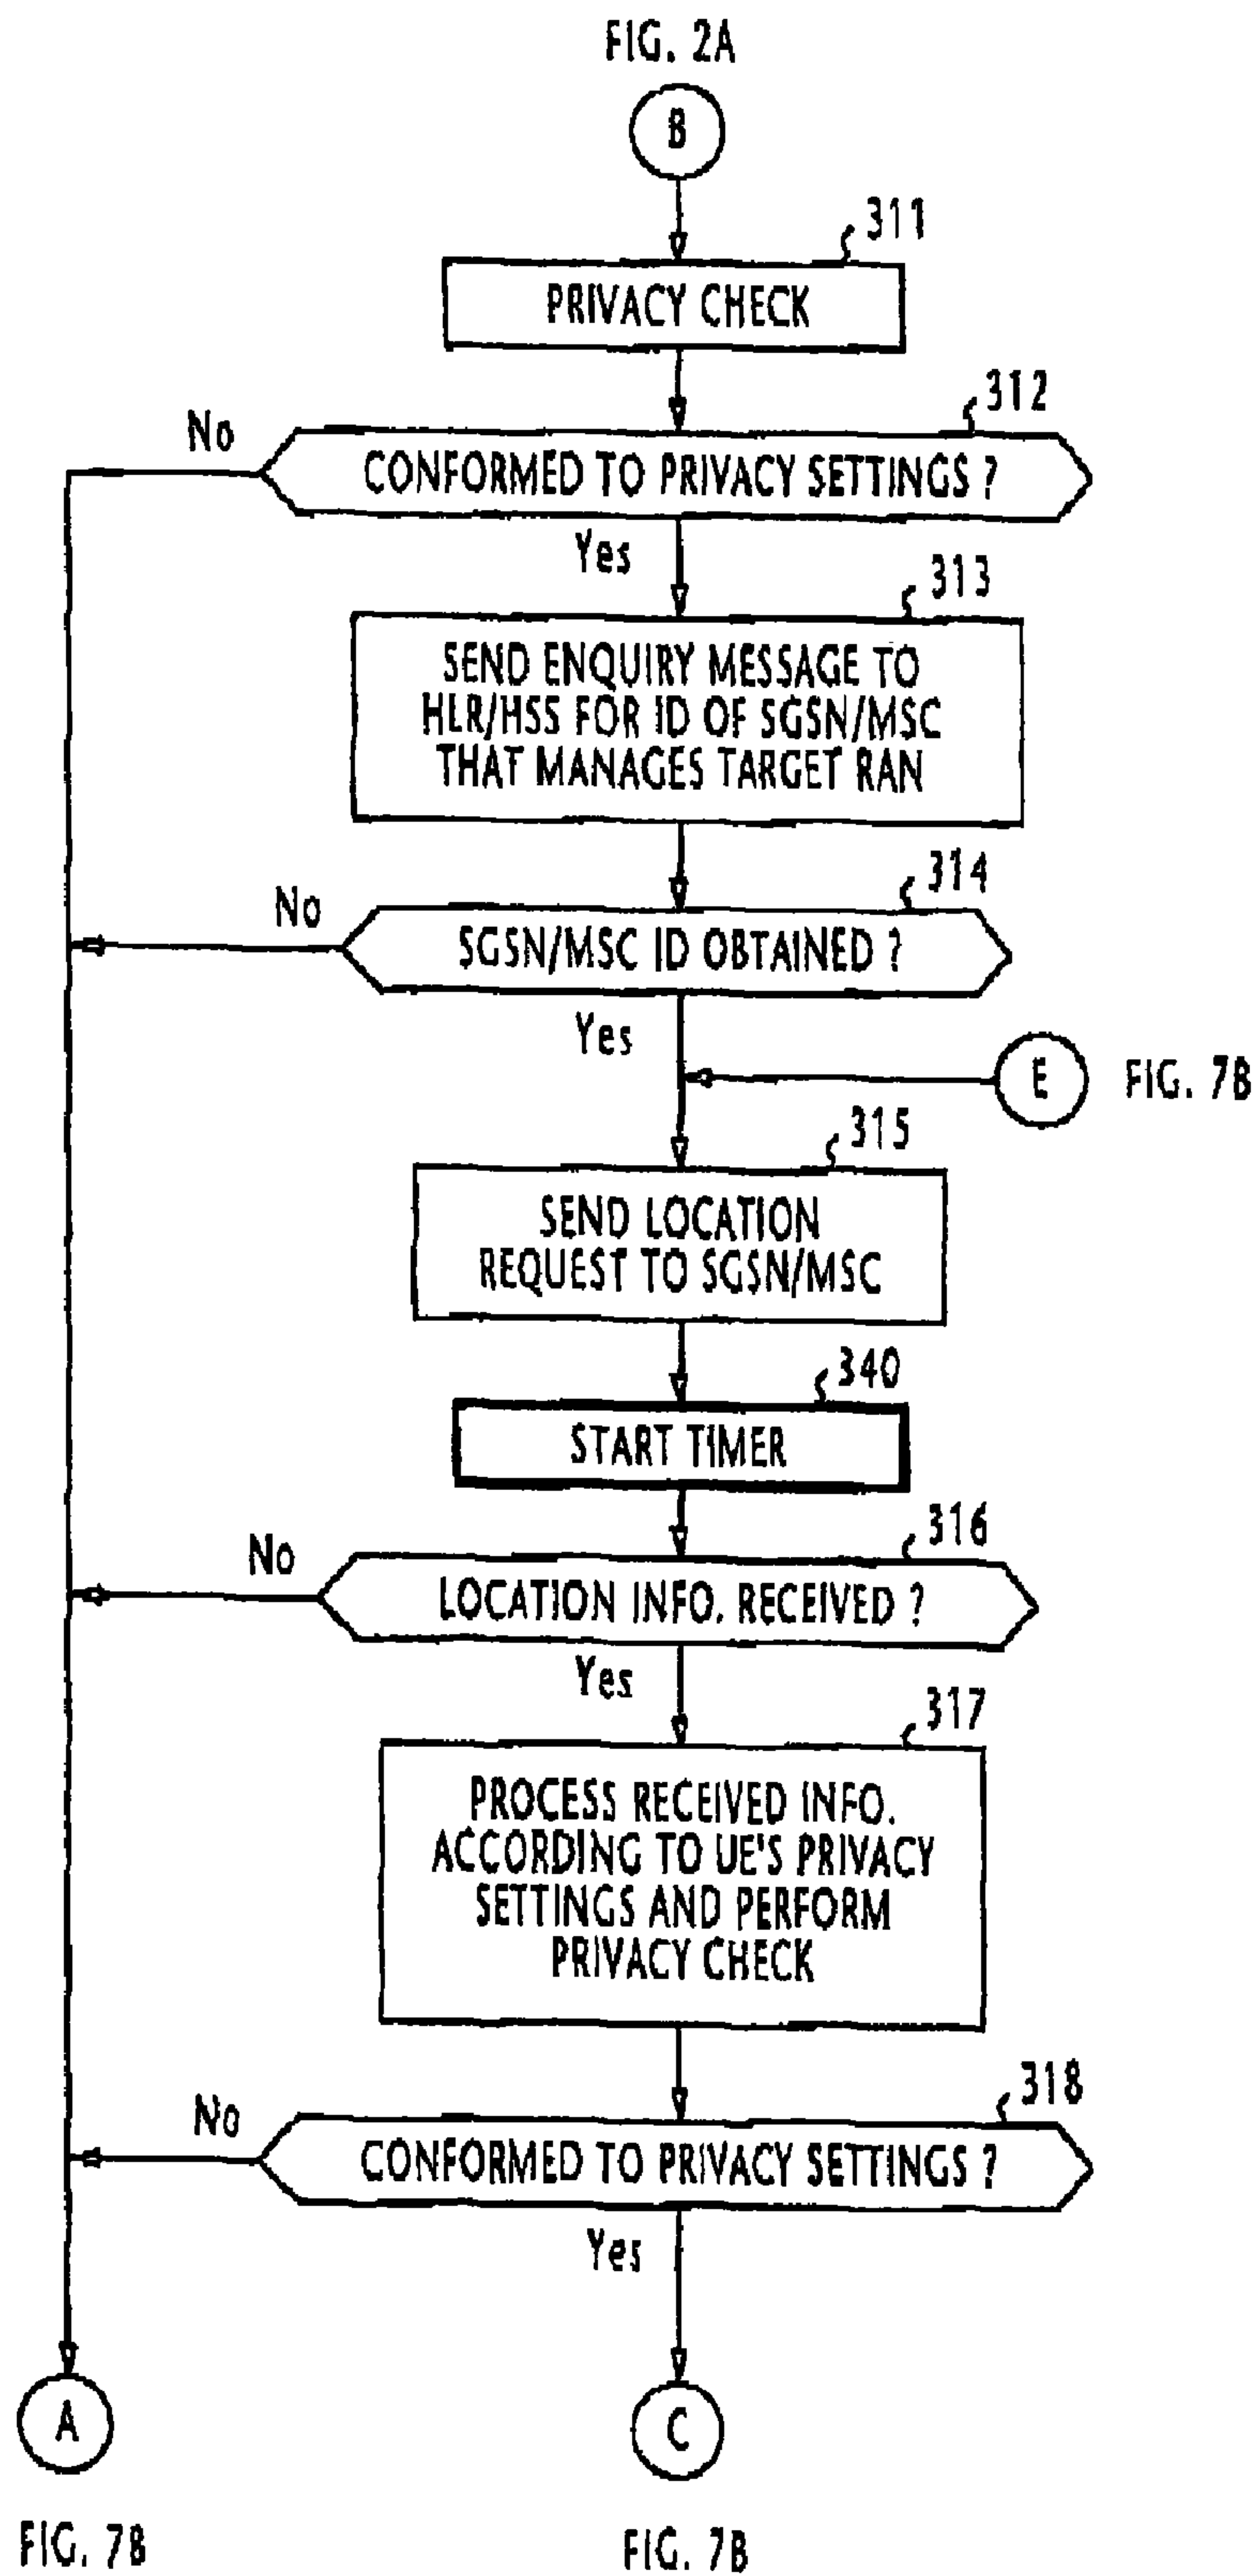 FIG. 2A
B
311
PRIVACY CHECK
312
No
CONFORMED TO PRIVACY SETTINGS ?
Yes
313
SEND ENQUIRY MESSAGE TO
HLR/HSS FOR ID OF SGSN/MSC
THAT MANAGES TARGET RAN
314
No
SGSN/MSC ID OBTAINED ?
Yes
E
FIG. 7B
315
SEND LOCATION
REQUEST TO SGSN/MSC
340
START TIMER
316
No
LOCATION INFO. RECEIVED ?
Yes
317
PROCESS RECEIVED INFO.
ACCORDING TO UE'S PRIVACY
SETTINGS AND PERFORM
PRIVACY CHECK
318
No
CONFORMED TO PRIVACY SETTINGS ?
Yes
A
C
FIG. 7B
FIG. 7B